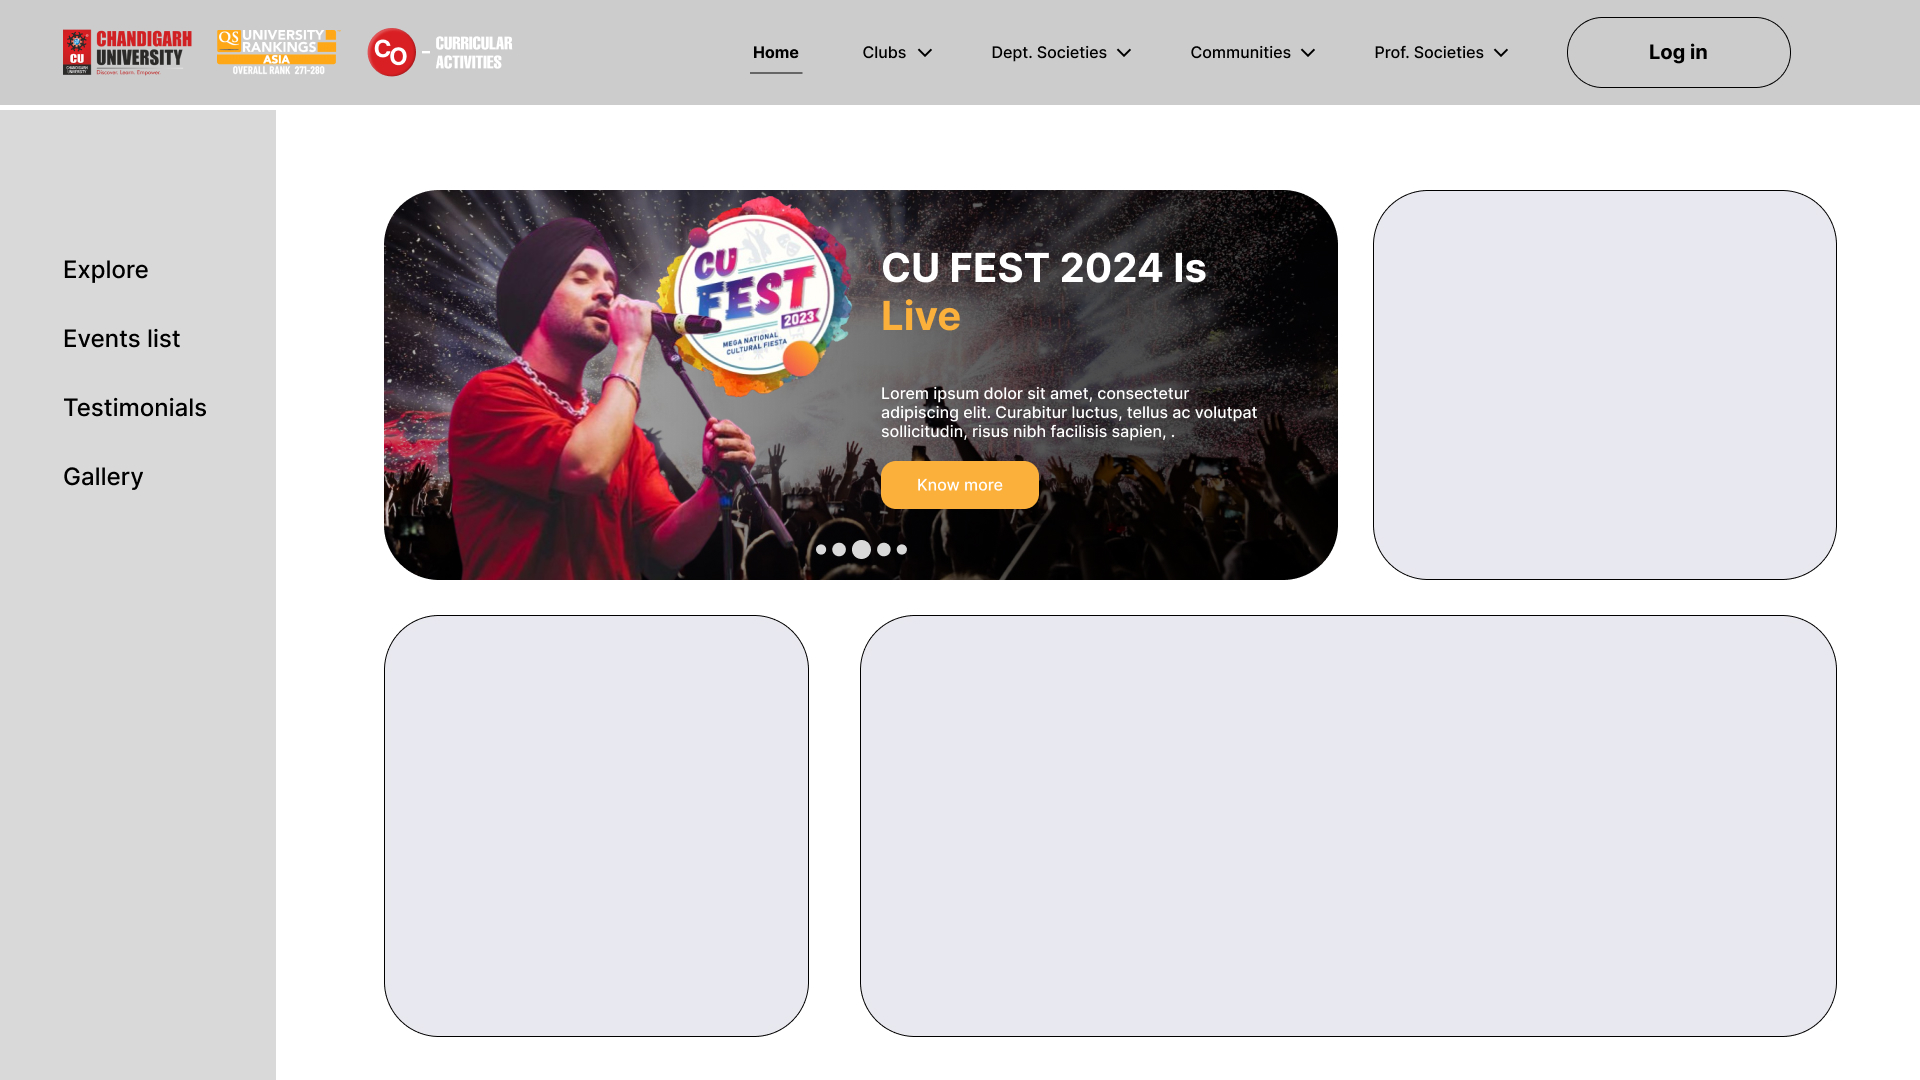 CHANDIGARH
UNIVERSITY
Discover. Learn. Empower.
CU
CHANDIGARH
UNIVERSITY
QS UNIVERSITY
RANKINGS
ASIA
OVERALL RANK 271-280
CO - CURRICULAR
ACTIVITIES
Home
Clubs
Dept. Societies
Communities
Prof. Societies
Log in
Explore
Events list
Testimonials
Gallery
CU
FEST
2023
MEGA NATIONAL
CULTURAL FIESTA
CU FEST 2024 Is
Live
Lorem ipsum dolor sit amet, consectetur
adipiscing elit. Curabitur luctus, tellus ac volutpat
sollicitudin, risus nibh facilisis sapien, .
Know more